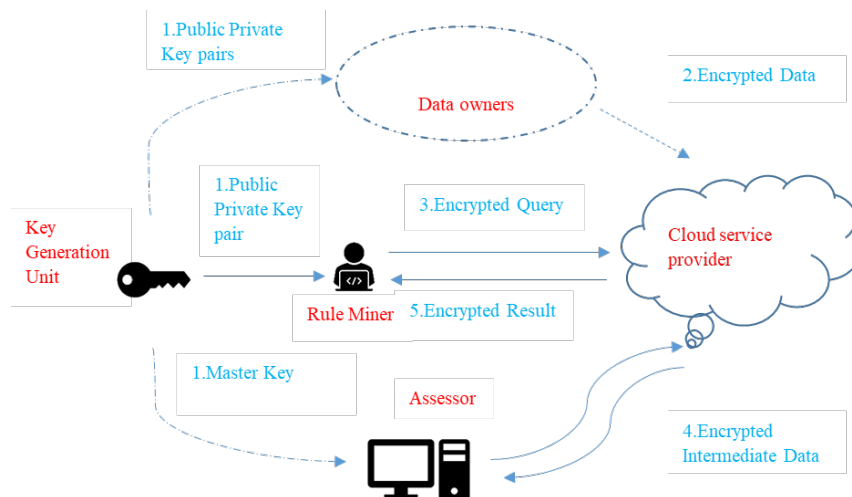 1.Public Private
Key pairs
Data owners
2.Encrypted Data
1.Public
Private Key
pair
3.Encrypted Query
Key
Generation
Unit
Cloud service
provider
Rule Miner
5.Encrypted Result
1.Master Key
Assessor
4.Encrypted
Intermediate Data